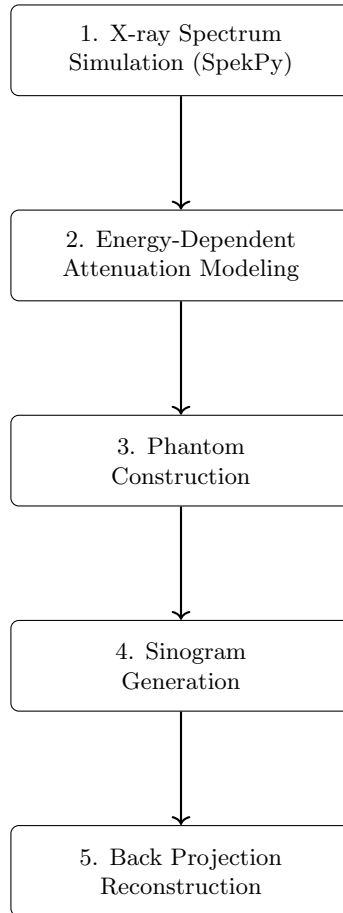 1. X-ray Spectrum
Simulation (SpekPy)
2. Energy-Dependent
Attenuation Modeling
3. Phantom
Construction
4. Sinogram
Generation
5. Back Projection
Reconstruction